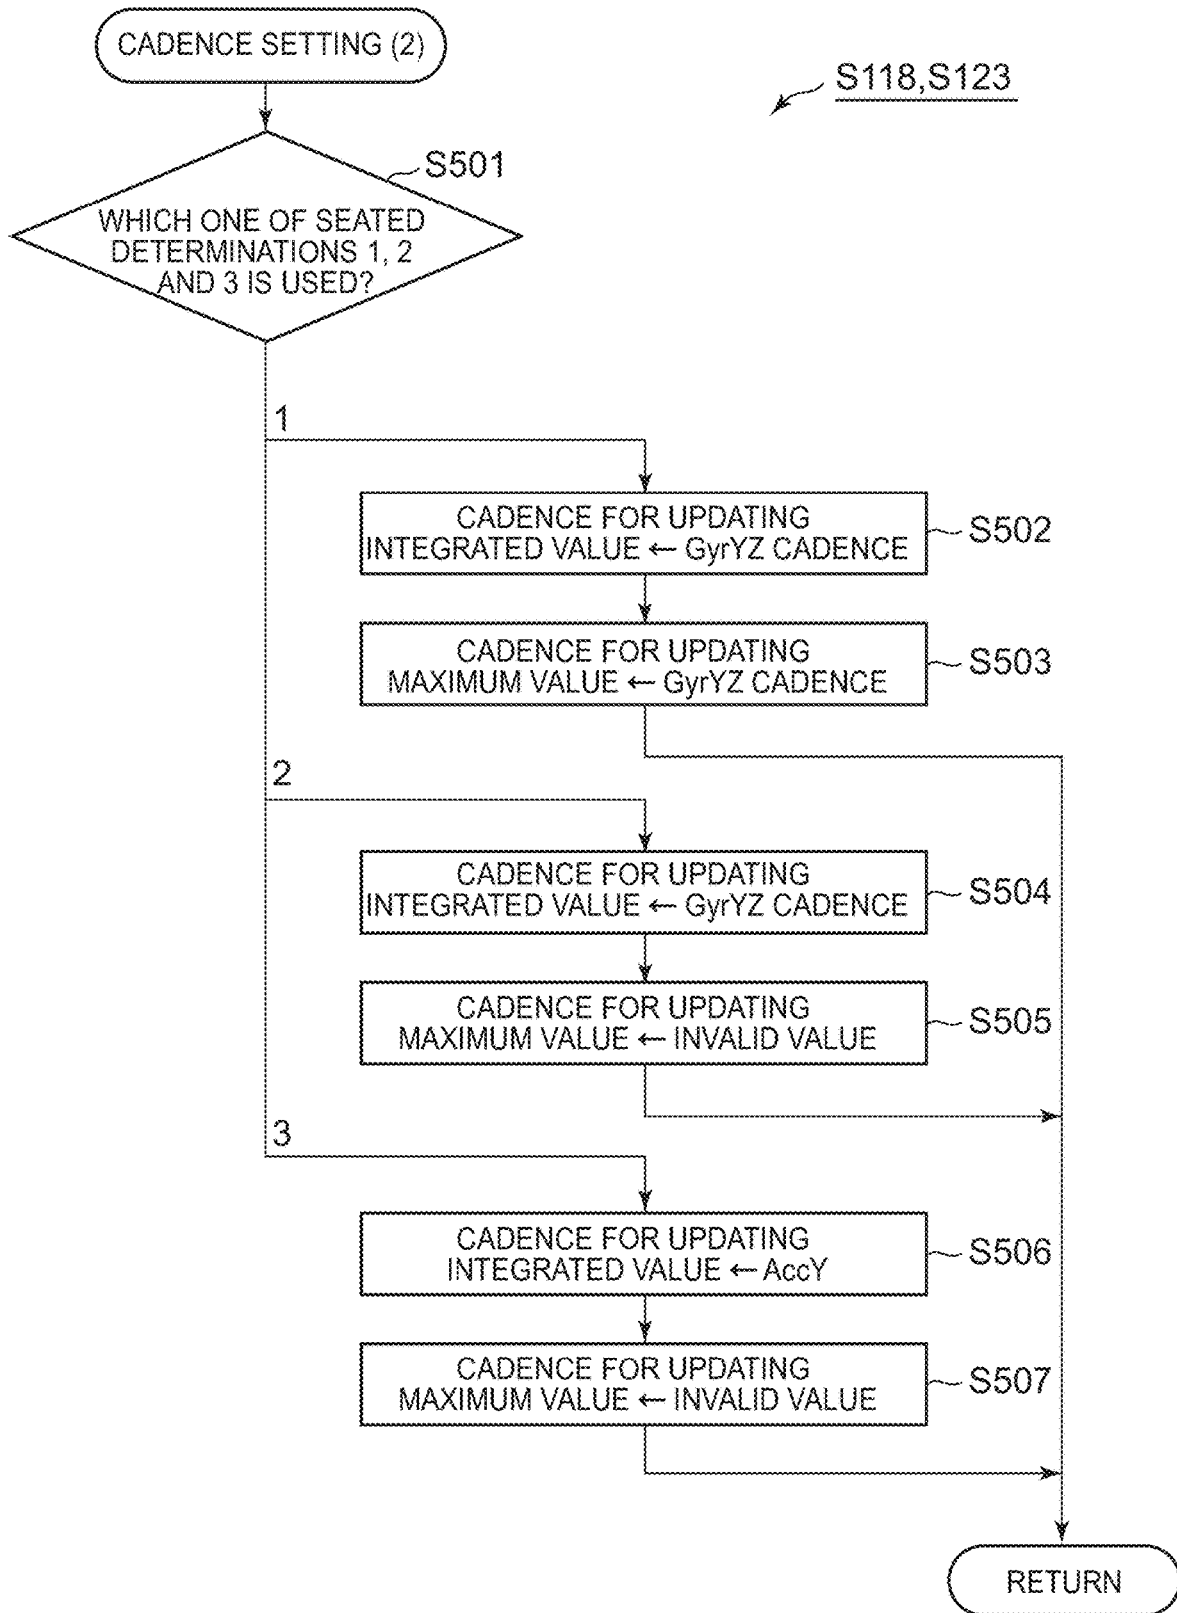 CADENCE SETTING (2)
S118,S123
S501
WHICH ONE OF SEATED
DETERMINATIONS 1, 2
AND 3 IS USED?
1
CADENCE FOR UPDATING
INTEGRATED VALUE ← GyrYZ CADENCE
S502
CADENCE FOR UPDATING
MAXIMUM VALUE ← GyrYZ CADENCE
S503
2
CADENCE FOR UPDATING
INTEGRATED VALUE ← GyrYZ CADENCE
S504
CADENCE FOR UPDATING
MAXIMUM VALUE ← INVALID VALUE
S505
3
CADENCE FOR UPDATING
INTEGRATED VALUE ← AccY
S506
CADENCE FOR UPDATING
MAXIMUM VALUE ← INVALID VALUE
S507
RETURN